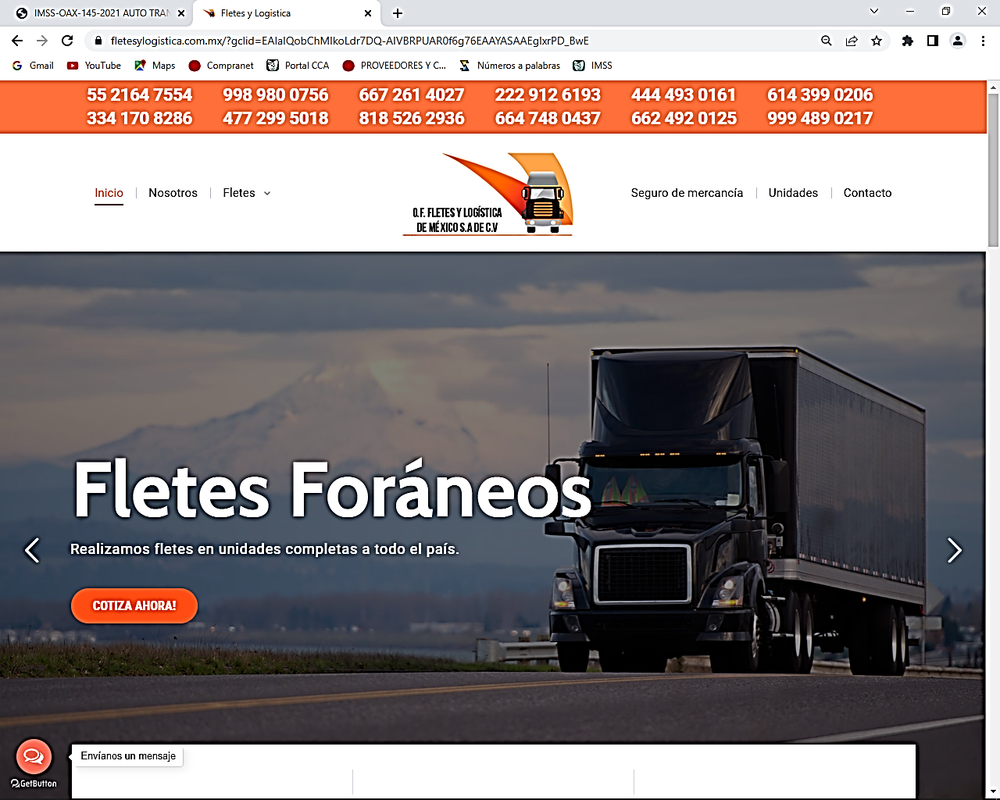 IMSS-OAX-145-2021 AUTO TRAN
Fletes y Logistica
fletesylogistica.com.mx/?gclid=EAIaIQobChMIkoLdr7DQ-AIVBRPUAR0f6g76EAAYASAAEgIxrPD_BwE
Gmail YouTube Maps Compranet Portal CCA PROVEEDORES Y C... Números a palabras IMSS
55 2164 7554 998 980 0756 667 261 4027 222 912 6193 444 493 0161 614 399 0206
334 170 8286 477 299 5018 818 526 2936 664 748 0437 662 492 0125 999 489 0217
Inicio Nosotros Fletes
O.F. FLETES Y LOGÍSTICA
DE MÉXICO S.A DE C.V
Seguro de mercancía Unidades Contacto
Fletes Foráneos
Realizamos fletes en unidades completas a todo el país.
COTIZA AHORA!
Envíanos un mensaje
GetButton